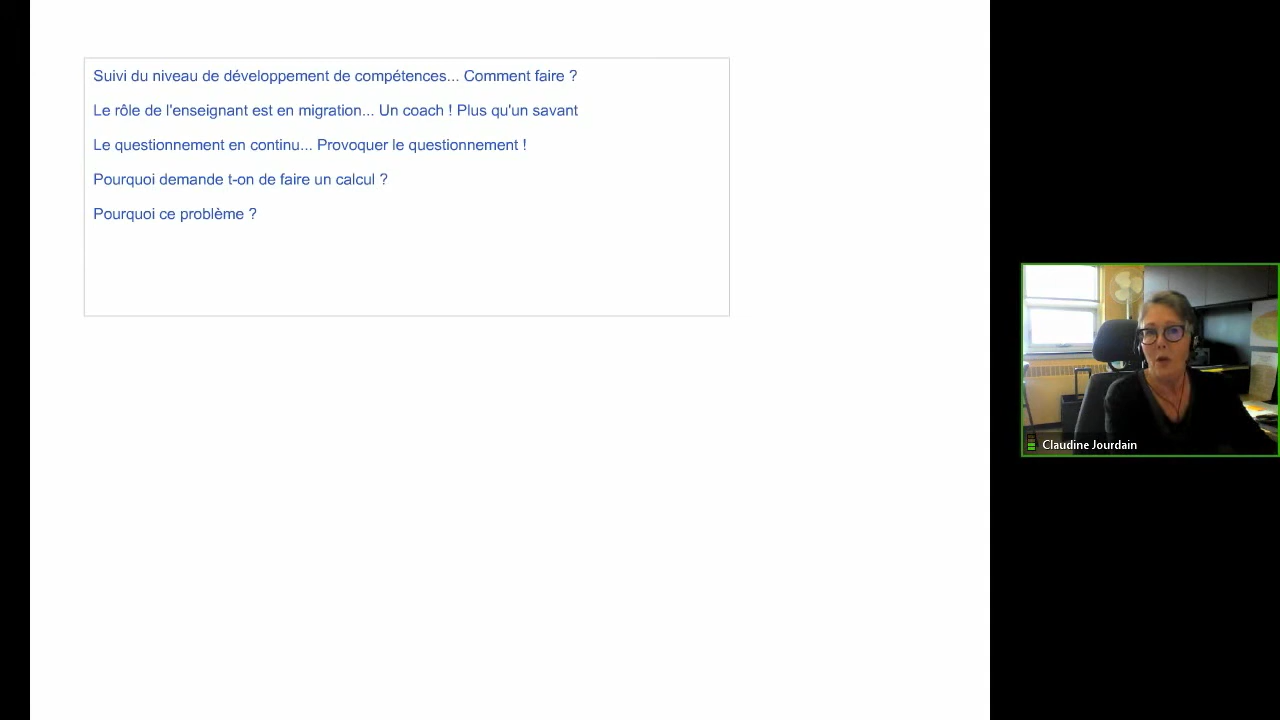 Suivi du niveau de développement de compétences... Comment faire ?
Le rôle de l'enseignant est en migration... Un coach ! Plus qu'un savant
Le questionnement en continu... Provoquer le questionnement !
Pourquoi demande t-on de faire un calcul ?
Pourquoi ce problème ?
Claudine Jourdain